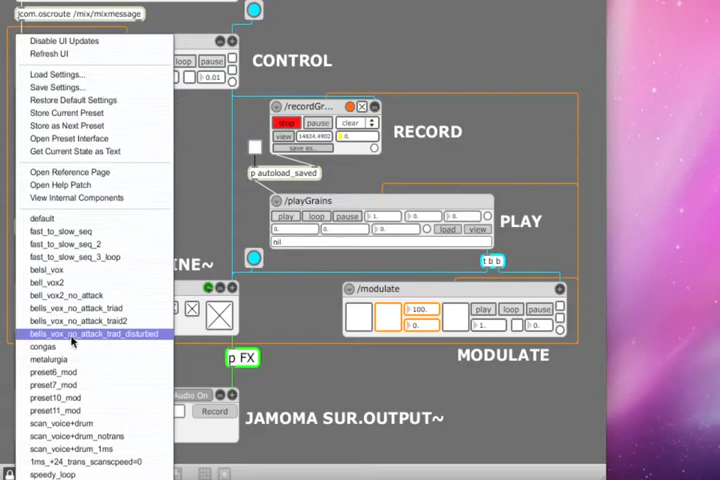 jcom.oscroute /mix/mixmessage
Disable UI Updates
Refresh UI
Load Settings...
Save Settings...
Restore Default Settings
Store Current Preset
Store as Next Preset
Open Preset Interface
Get Current State as Text
Open Reference Page
Open Help Patch
View Internal Components
default
fast_to_slow_seq
fast_to_slow_seq_2
fast_to_slow_seq_3_loop
belsl_vox
bell_vox2
bell_vox2_no_attack
bells_vex_no_attack_triad
bells_vox_no_attack_traid2
bells_vox_no_attack_trad_disturbed
congas
metalurgia
preset6_mod
preset7_mod
preset10_mod
preset11_mod
scan_voice+drum
scan_voice+drum_notrans
scan_voice+drum_1ms
1ms_+24_trans_scanscpeed=0
speedy_loop
pause
0.01
CONTROL
/recordGr...
stop pause clear
view 14824.4902 0.
save as...
RECORD
p autoload_saved
/playGrains
play loop pause 1. 0. 0.
0. 0. 0. load view
nil
PLAY
t b b
INE~
/modulate
100. play loop pause
0. 1. 0.
MODULATE
p FX
Audio On
Record
JAMOMA SUR.OUTPUT~